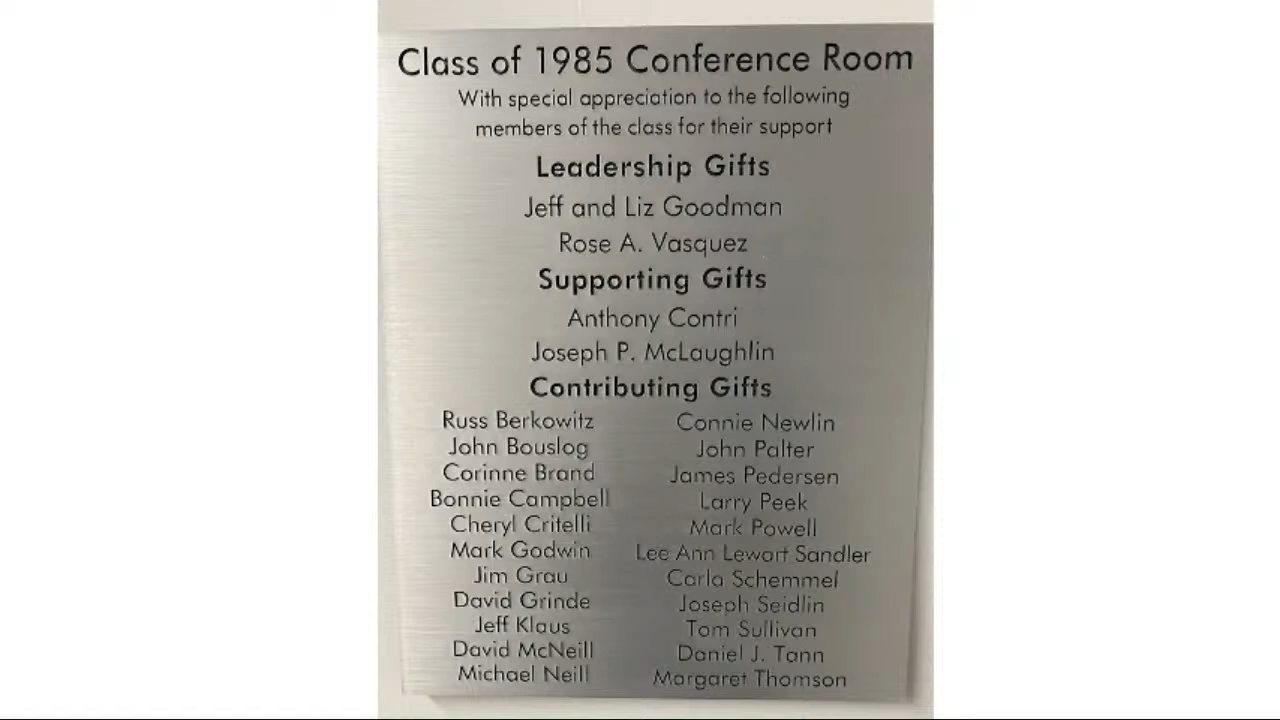 Class of 1985 Conference Room
With special appreciation to the following
members of the class for their support
Leadership Gifts
Jeff and Liz Goodman
Rose A. Vasquez
Supporting Gifts
Anthony Contri
Joseph P. McLaughlin
Contributing Gifts
Russ Berkowitz
John Bouslog
Corinne Brand
Bonnie Campbell
Cheryl Critelli
Mark Godwin
Jim Grau
David Grinde
Jeff Klaus
David McNeill
Michael Neill
Connie Newlin
John Palter
James Pedersen
Larry Peek
Mark Powell
Lee Ann Lewart Sandler
Carla Schemmel
Joseph Seidlin
Tom Sullivan
Daniel J. Tann
Margaret Thomson